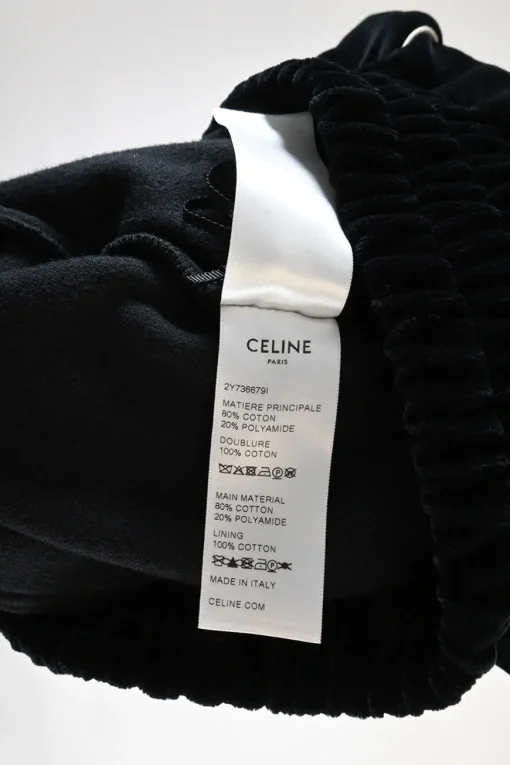 CELINE
PARIS
2Y736679I
MATIERE PRINCIPALE
80% COTON
20% POLYAMIDE
DOUBLURE
100% COTON
MAIN MATERIAL
80% COTTON
20% POLYAMIDE
LINING
100% COTTON
MADE IN ITALY
CELINE.COM